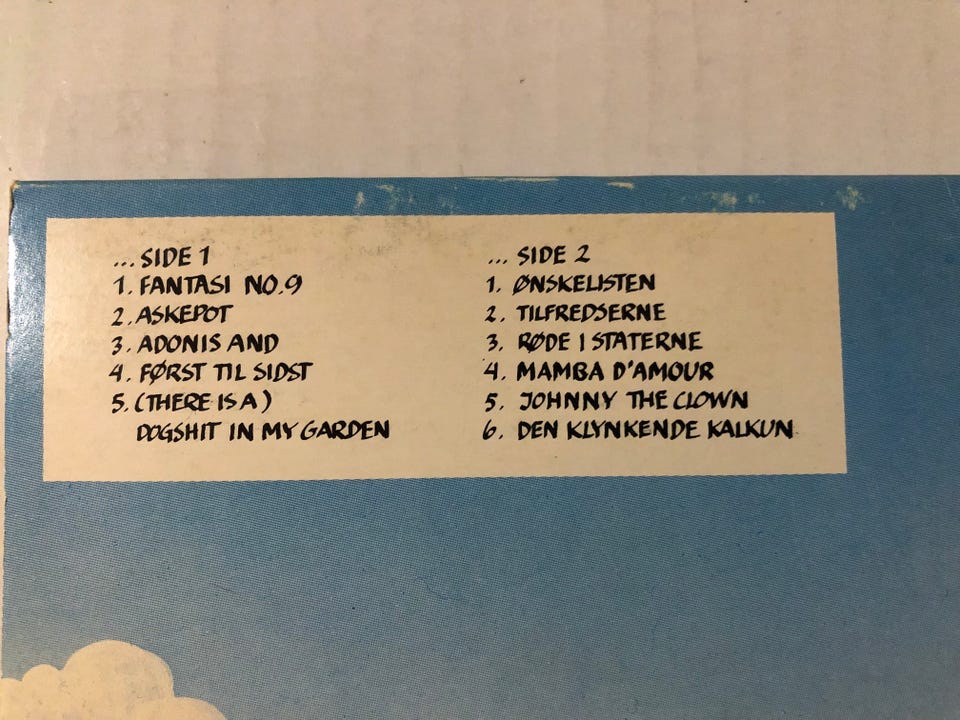 ... SIDE 1
1. FANTASI NO.9
2. ASKEPOT
3. ADONIS AND
4. FØRST TIL SIDST
5. (THERE IS A)
DOGSHIT IN MY GARDEN
... SIDE 2
1. ØNSKELISTEN
2. TILFREDSERNE
3. RØDE I STATERNE
4. MAMBA D'AMOUR
5. JOHNNY THE CLOWN
6. DEN KLYNKENDE KALKUN